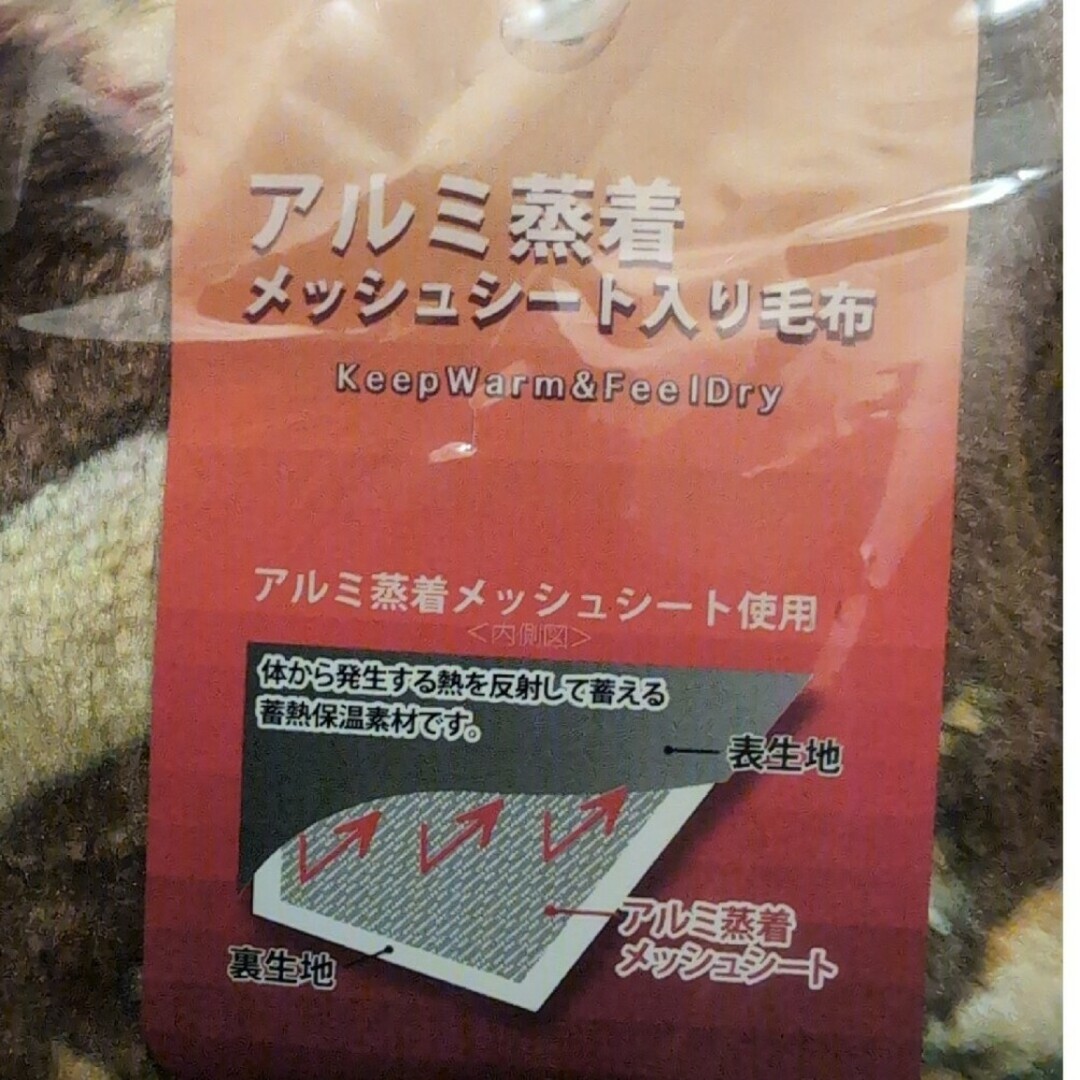 アルミ蒸着
メッシュシート入り毛布
KeepWarm&FeelDry
アルミ蒸着メッシュシート使用
<内側図>
体から発生する熱を反射して蓄える
蓄熱保温素材です。
表生地
アルミ蒸着
メッシュシート
裏生地